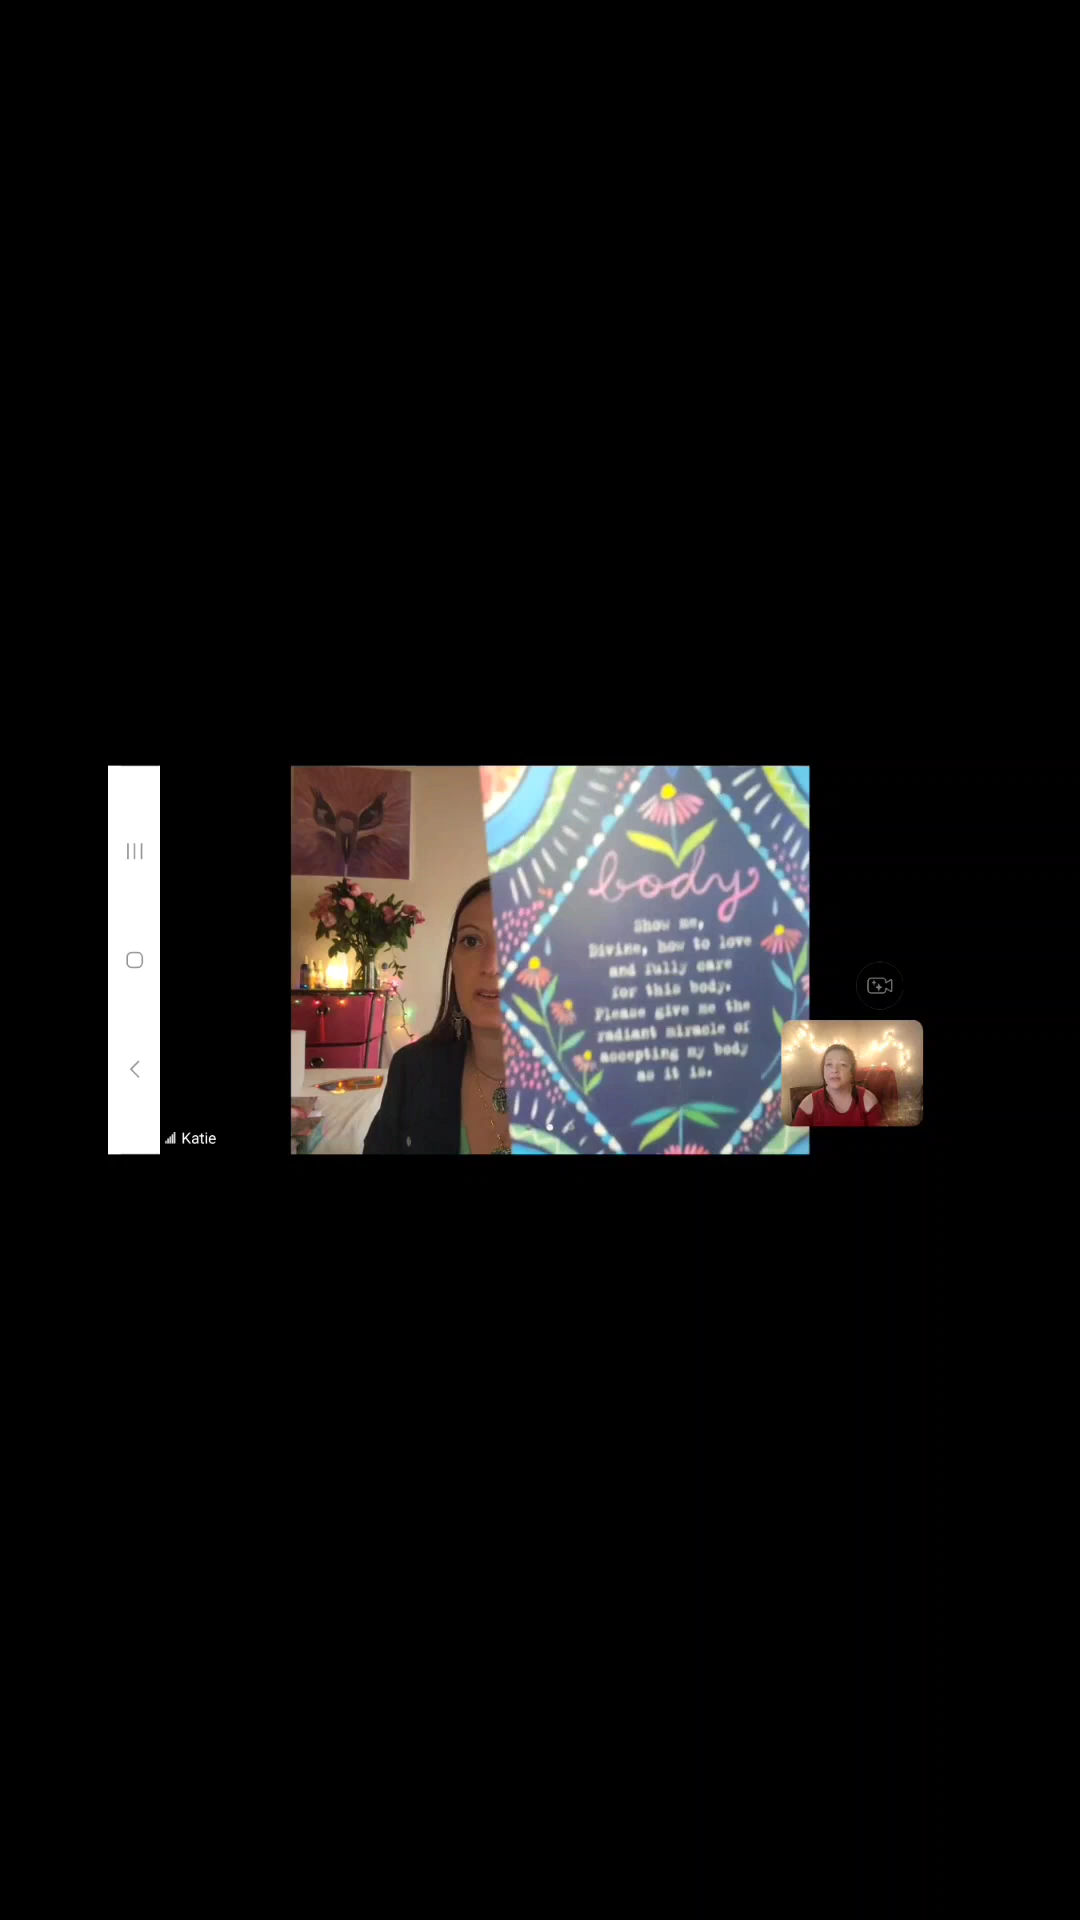 body
Show me,
Divine, how to love
and fully care
for this body.
Please give me the
radiant miracle of
accepting my body
as it is.
Katie